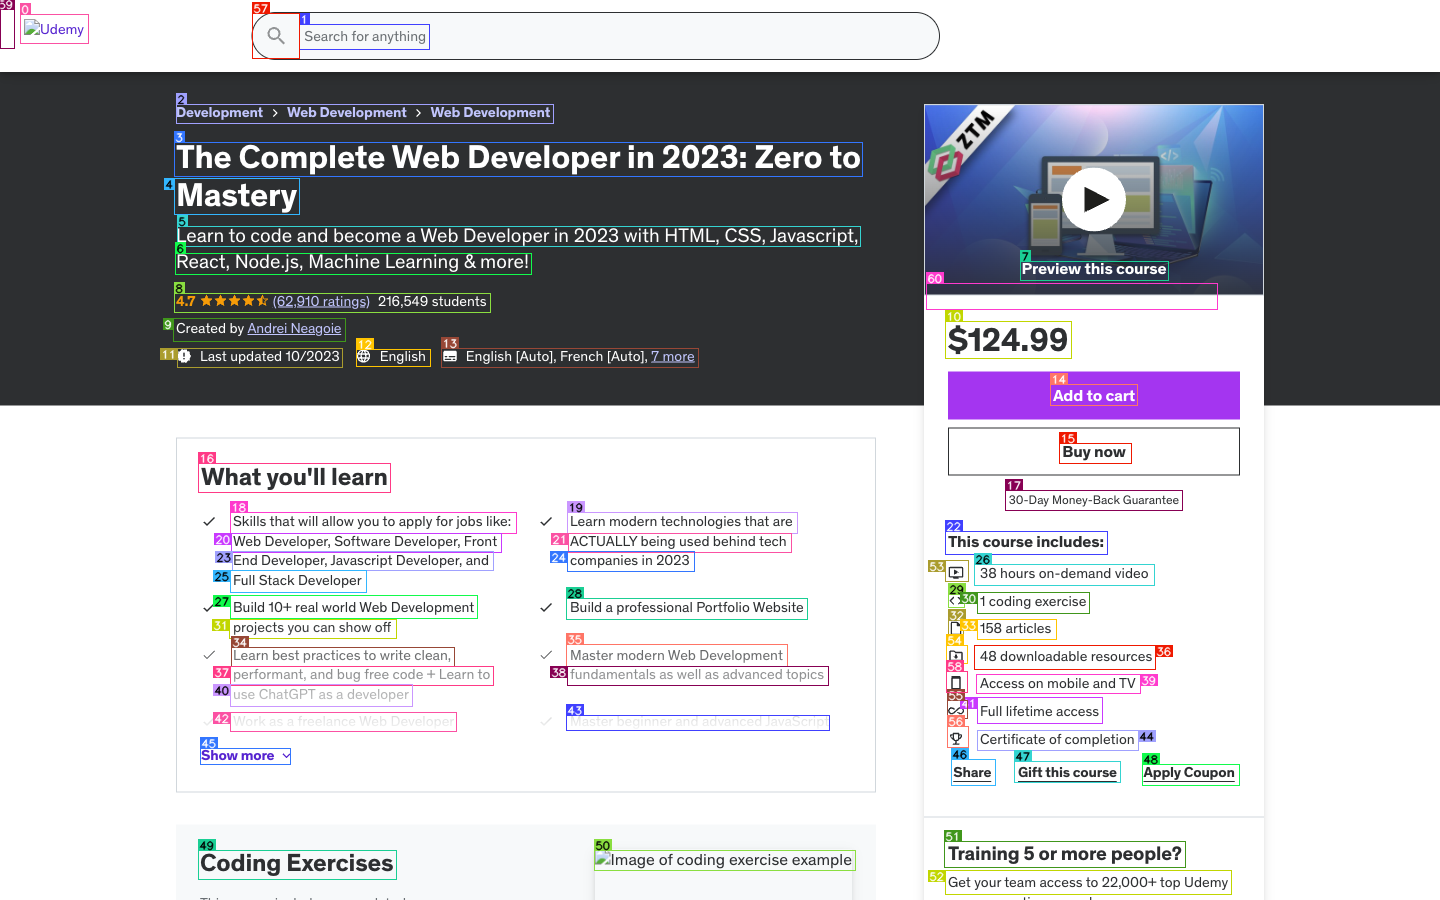 Udemy
Search for anything
Development > Web Development > Web Development
The Complete Web Developer in 2023: Zero to
Mastery
Learn to code and become a Web Developer in 2023 with HTML, CSS, Javascript,
React, Node.js, Machine Learning & more!
4.7 (62,910 ratings) 216,549 students
Created by Andrei Neagoie
Last updated 10/2023 English English [Auto], French [Auto], 7 more
ZTM
Preview this course
$124.99
Add to cart
Buy now
30-Day Money-Back Guarantee
This course includes:
38 hours on-demand video
1 coding exercise
158 articles
48 downloadable resources
Access on mobile and TV
Full lifetime access
Certificate of completion
Share Gift this course Apply Coupon
Training 5 or more people?
Get your team access to 22,000+ top Udemy
What you'll learn
Skills that will allow you to apply for jobs like:
Web Developer, Software Developer, Front
End Developer, Javascript Developer, and
Full Stack Developer
Learn modern technologies that are
ACTUALLY being used behind tech
companies in 2023
Build 10+ real world Web Development
projects you can show off
Build a professional Portfolio Website
Learn best practices to write clean,
performant, and bug free code + Learn to
use ChatGPT as a developer
Master modern Web Development
fundamentals as well as advanced topics
Work as a freelance Web Developer
Master beginner and advanced JavaScript
Show more
Coding Exercises
Image of coding exercise example